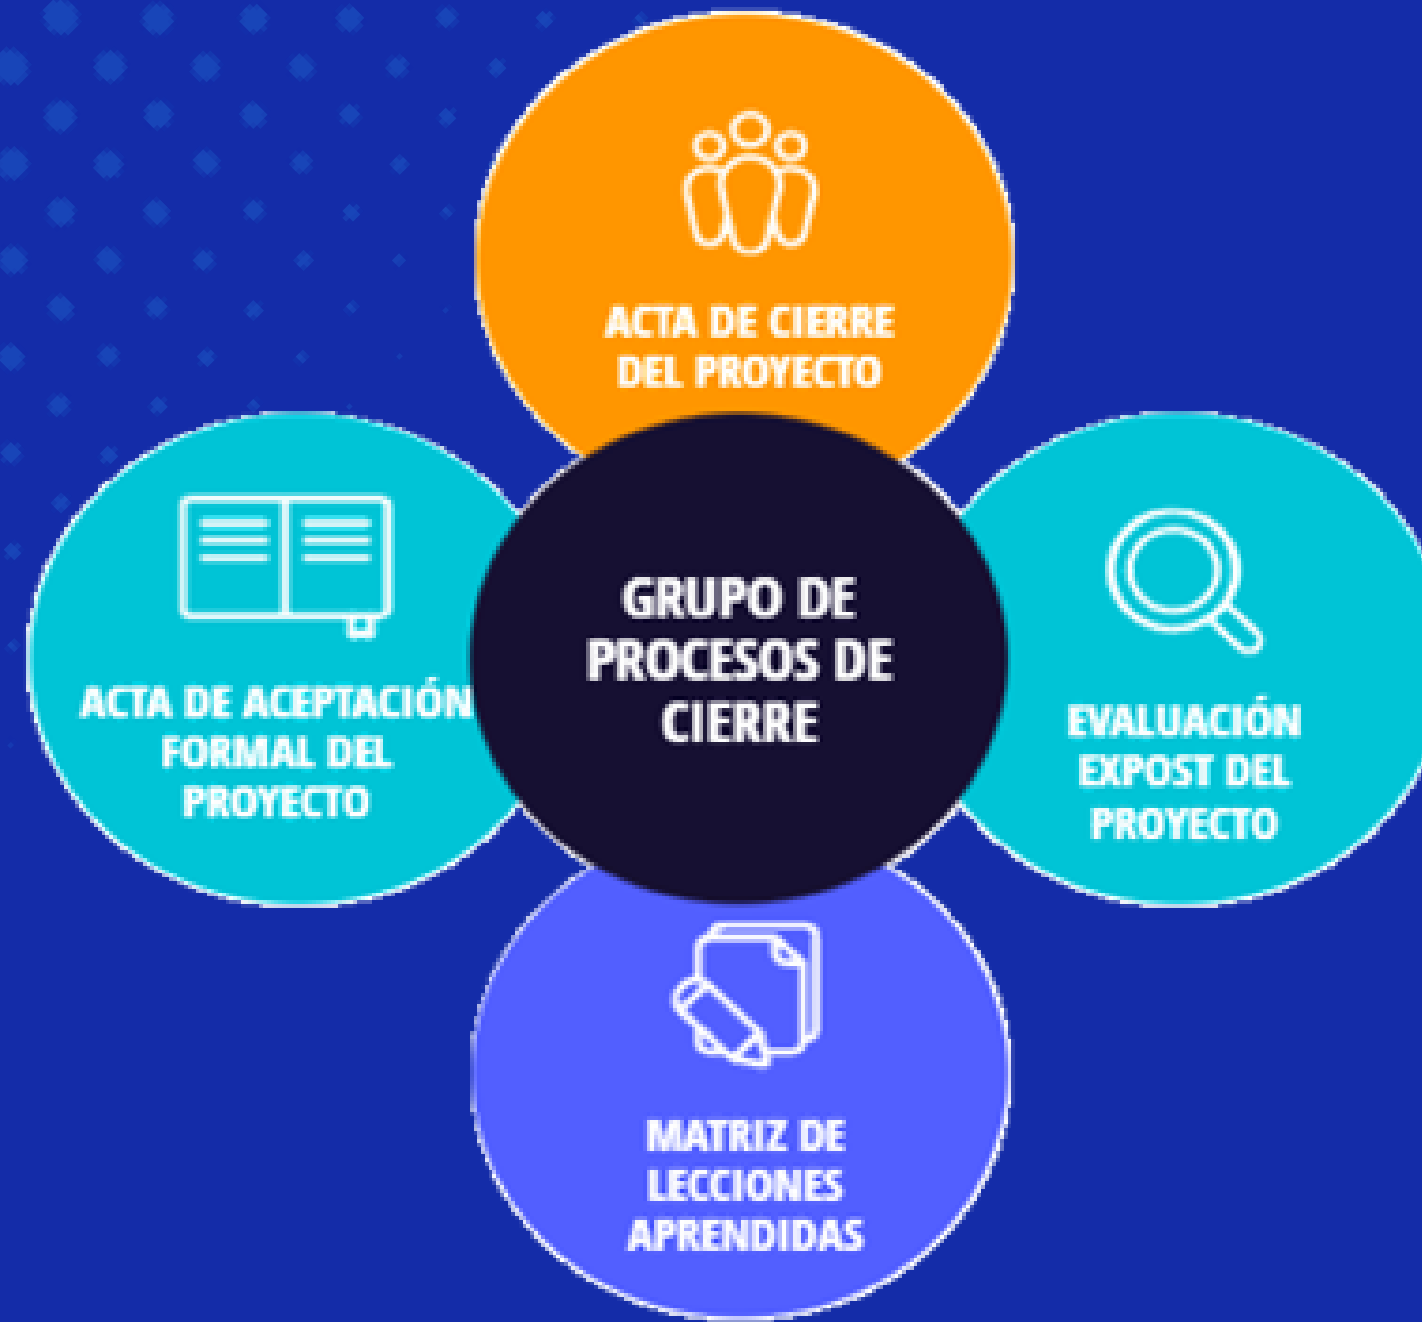 ACTA DE CIERRE
DEL PROYECTO
ACTA DE ACEPTACIÓN
FORMAL DEL
PROYECTO
GRUPO DE
PROCESOS DE
CIERRE
EVALUACIÓN
EXPOST DEL
PROYECTO
MATRIZ DE
LECCIONES
APRENDIDAS